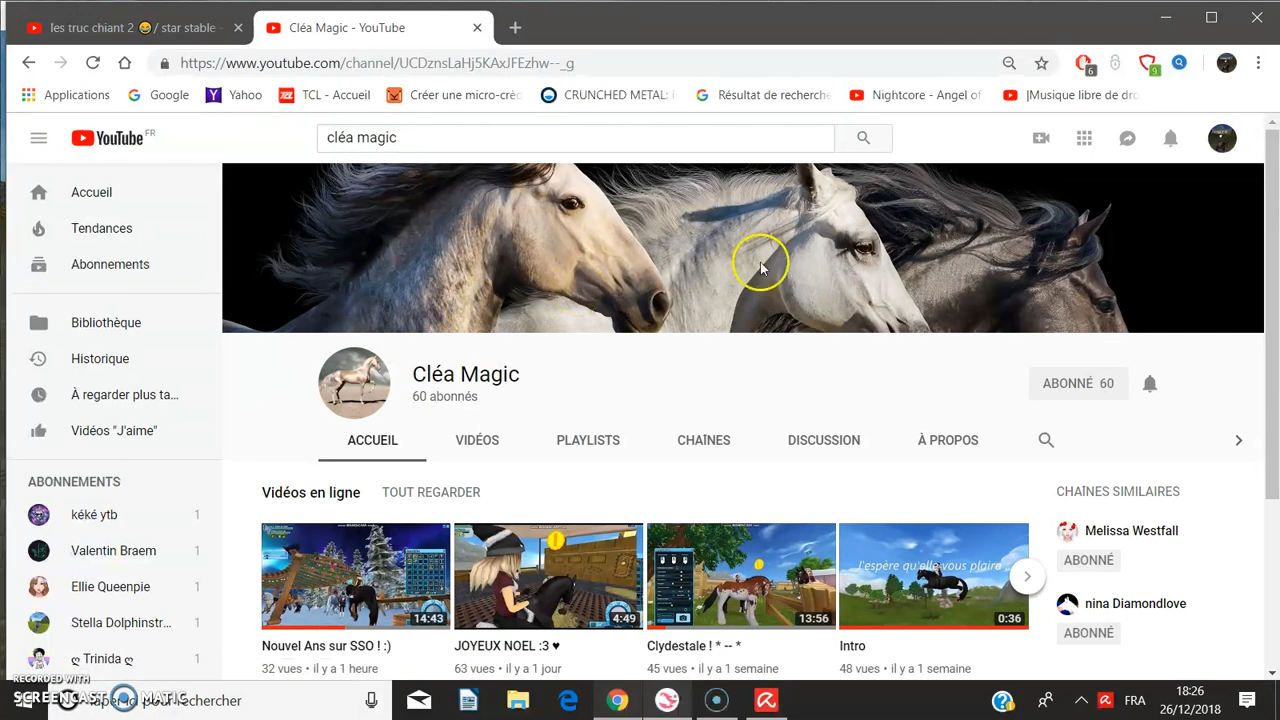 les truc chiant 2 😂/ star stable -
Cléa Magic - YouTube
https://www.youtube.com/channel/UCDznsLaHj5KAxJFEzhw--_g
6
9
Applications
Google
Yahoo
TCL - Accueil
Créer une micro-crée
CRUNCHED METAL: i
Résultat de recherche
Nightcore - Angel of
|Musique libre de dro
YouTube FR
cléa magic
Accueil
Tendances
Abonnements
Bibliothèque
Historique
À regarder plus ta...
Vidéos "J'aime"
ABONNEMENTS
kéké ytb 1
Valentin Braem 1
Ellie Queenpie 1
Stella Dolphinstr... 1
ღ Trinida ღ 1
Cléa Magic
60 abonnés
ABONNÉ 60
ACCUEIL
VIDÉOS
PLAYLISTS
CHAÎNES
DISCUSSION
À PROPOS
Vidéos en ligne
TOUT REGARDER
14:43
4:49
13:56
J'espère qu'elle vous plaira
0:36
Nouvel Ans sur SSO ! :)
32 vues • il y a 1 heure
JOYEUX NOEL :3 ♥
63 vues • il y a 1 jour
Clydestale ! * -- *
45 vues • il y a 1 semaine
Intro
48 vues • il y a 1 semaine
CHAÎNES SIMILAIRES
Melissa Westfall
ABONNÉ
nina Diamondlove
ABONNÉ
RECORDED WITH
SCREENCAST MATIC
Taper ici pour rechercher
FRA
18:26
26/12/2018